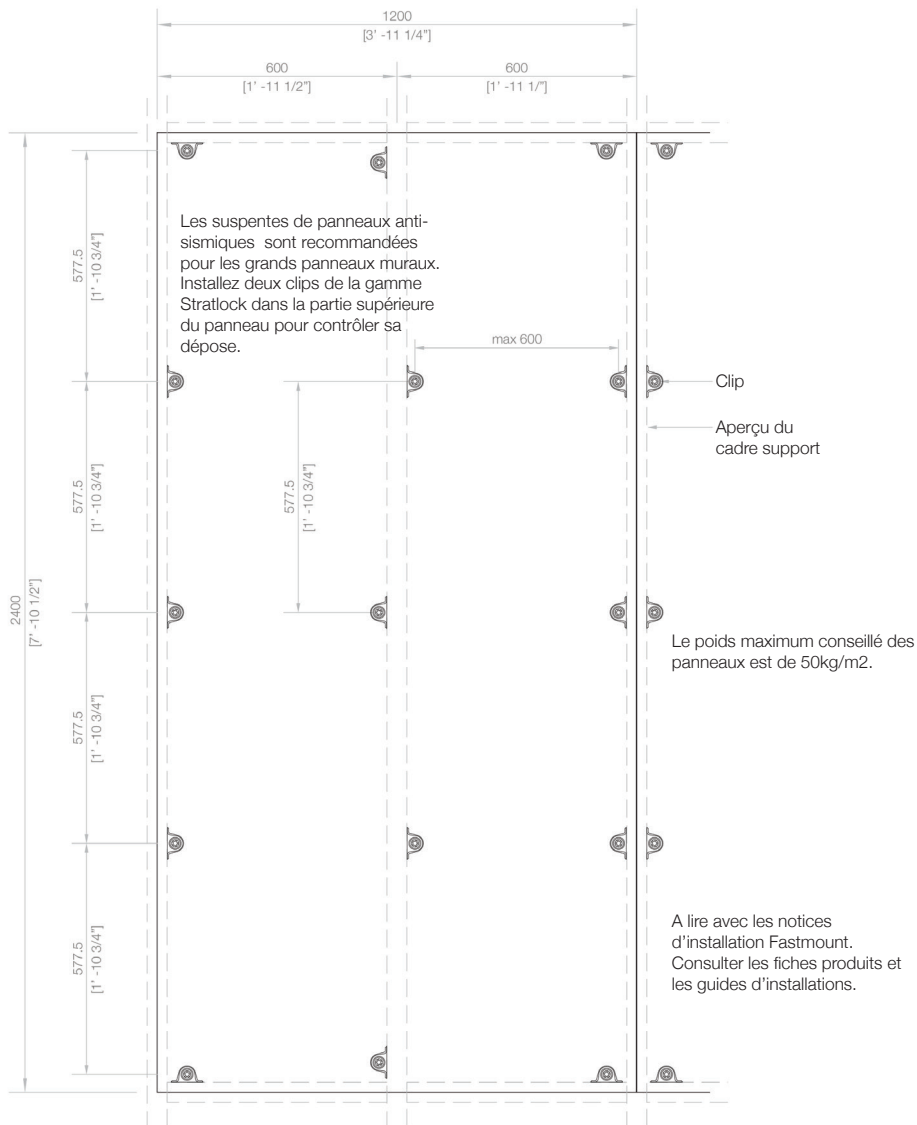 1200
[3' -11 1/4"]
600
[1' -11 1/2"]
600
[1' -11 1/"]
Les suspentes de panneaux anti-
sismiques sont recommandées
pour les grands panneaux muraux.
Installez deux clips de la gamme
Stratlock dans la partie supérieure
du panneau pour contrôler sa
dépose.
577.5
[1' -10 3/4"]
max 600
Clip
Aperçu du
cadre support
577.5
[1' -10 3/4"]
577.5
[1' -10 3/4"]
2400
[7' -10 1/2"]
Le poids maximum conseillé des
panneaux est de 50kg/m2.
577.5
[1' -10 3/4"]
A lire avec les notices
d'installation Fastmount.
Consulter les fiches produits et
les guides d'installations.
577.5
[1' -10 3/4"]